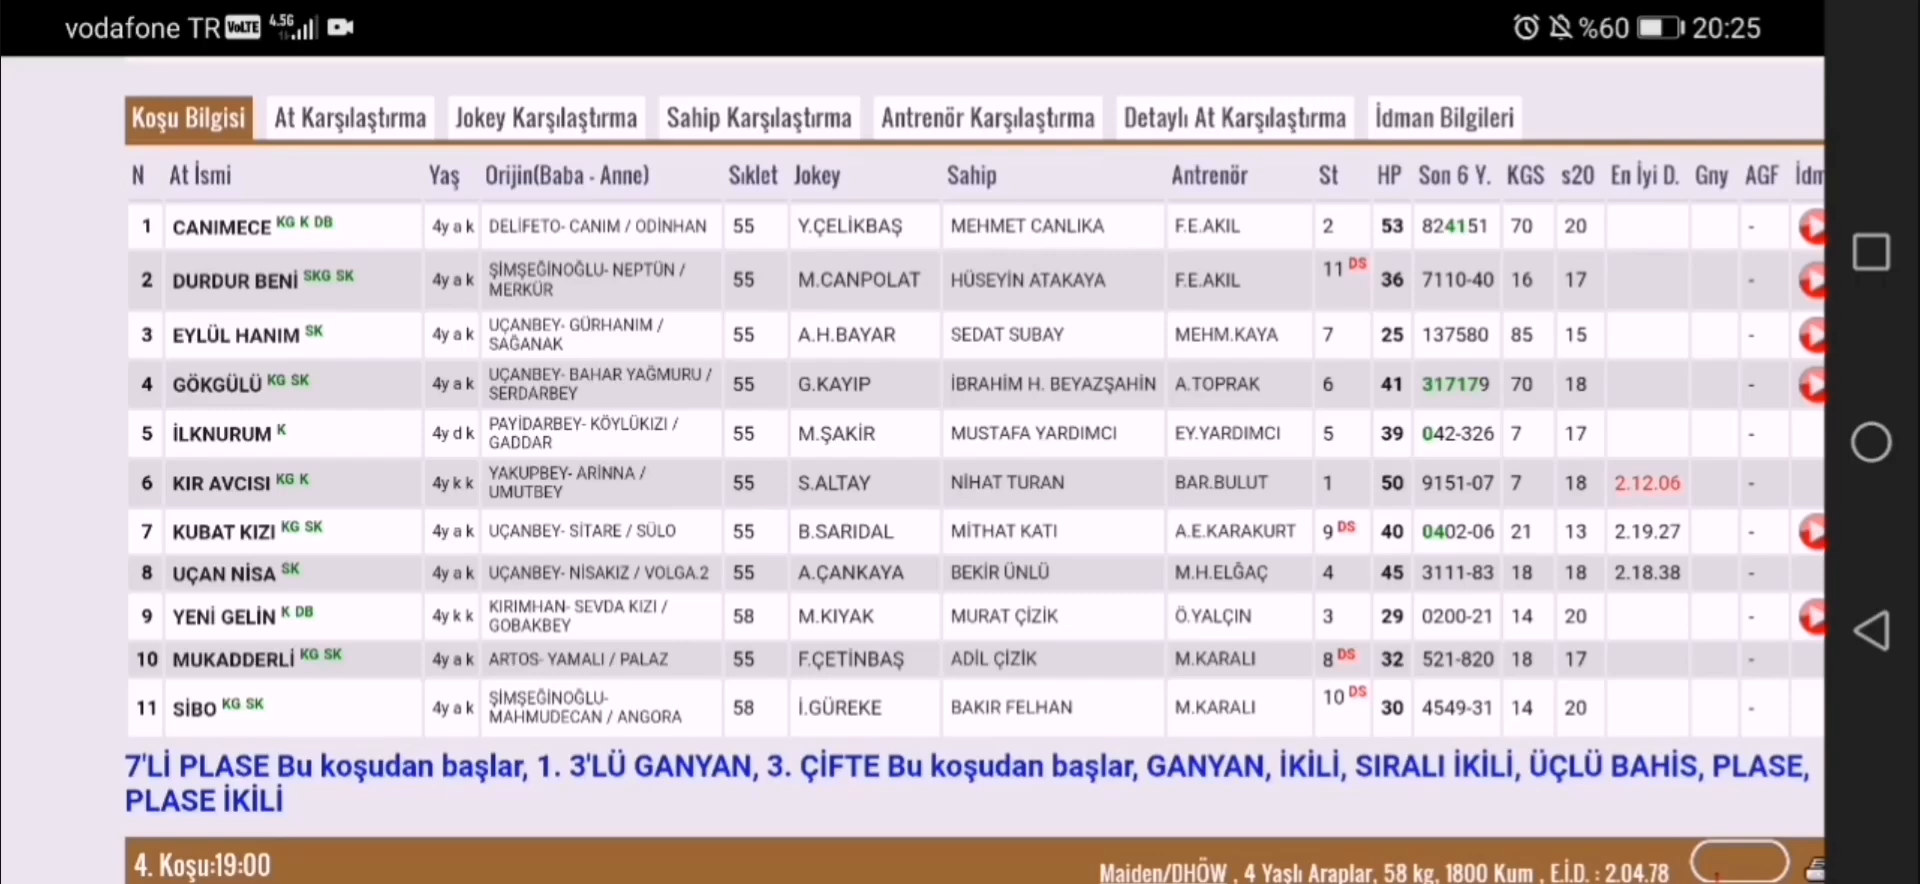 vodafone TR VoLTE 4.5G %60 20:25
Koşu Bilgisi At Karşılaştırma Jokey Karşılaştırma Sahip Karşılaştırma Antrenör Karşılaştırma Detaylı At Karşılaştırma İdman Bilgileri
N At İsmi Yaş Orijin(Baba - Anne) Sıklet Jokey Sahip Antrenör St HP Son 6 Y. KGS s20 En İyi D. Gny AGF İdm
1 CANIMECE KG K DB 4y a k DELİFETO- CANIM / ODİNHAN 55 Y.ÇELİKBAŞ MEHMET CANLIKA F.E.AKIL 2 53 824151 70 20 -
2 DURDUR BENİ SKG SK 4y a k ŞİMŞEĞİNOĞLU- NEPTÜN / MERKÜR 55 M.CANPOLAT HÜSEYİN ATAKAYA F.E.AKIL 11 DS 36 7110-40 16 17 -
3 EYLÜL HANIM SK 4y a k UÇANBEY- GÜRHANIM / SAĞANAK 55 A.H.BAYAR SEDAT SUBAY MEHM.KAYA 7 25 137580 85 15 -
4 GÖKGÜLÜ KG SK 4y a k UÇANBEY- BAHAR YAĞMURU / SERDARBEY 55 G.KAYIP İBRAHİM H. BEYAZŞAHİN A.TOPRAK 6 41 317179 70 18 -
5 İLKNURUM K 4y d k PAYİDARBEY- KÖYLÜKIZI / GADDAR 55 M.ŞAKİR MUSTAFA YARDIMCI EY.YARDIMCI 5 39 042-326 7 17 -
6 KIR AVCISI KG K 4y k k YAKUPBEY- ARİNNA / UMUTBEY 55 S.ALTAY NİHAT TURAN BAR.BULUT 1 50 9151-07 7 18 2.12.06 -
7 KUBAT KIZI KG SK 4y a k UÇANBEY- SİTARE / SÜLO 55 B.SARIDAL MİTHAT KATI A.E.KARAKURT 9 DS 40 0402-06 21 13 2.19.27 -
8 UÇAN NİSA SK 4y a k UÇANBEY- NİSAKIZ / VOLGA.2 55 A.ÇANKAYA BEKİR ÜNLÜ M.H.ELĞAÇ 4 45 3111-83 18 18 2.18.38 -
9 YENİ GELİN K DB 4y k k KIRIMHAN- SEVDA KIZI / GOBAKBEY 58 M.KIYAK MURAT ÇİZİK Ö.YALÇIN 3 29 0200-21 14 20 -
10 MUKADDERLİ KG SK 4y a k ARTOS- YAMALI / PALAZ 55 F.ÇETİNBAŞ ADİL ÇİZİK M.KARALI 8 DS 32 521-820 18 17 -
11 SİBO KG SK 4y a k ŞİMŞEĞİNOĞLU- MAHMUDECAN / ANGORA 58 İ.GÜREKE BAKIR FELHAN M.KARALI 10 DS 30 4549-31 14 20 -
7'Lİ PLASE Bu koşudan başlar, 1. 3'LÜ GANYAN, 3. ÇİFTE Bu koşudan başlar, GANYAN, İKİLİ, SIRALI İKİLİ, ÜÇLÜ BAHİS, PLASE,
PLASE İKİLİ
4. Koşu:19:00 Maiden/DHÖW , 4 Yaşlı Araplar, 58 kg, 1800 Kum , E.İ.D. : 2.04.78